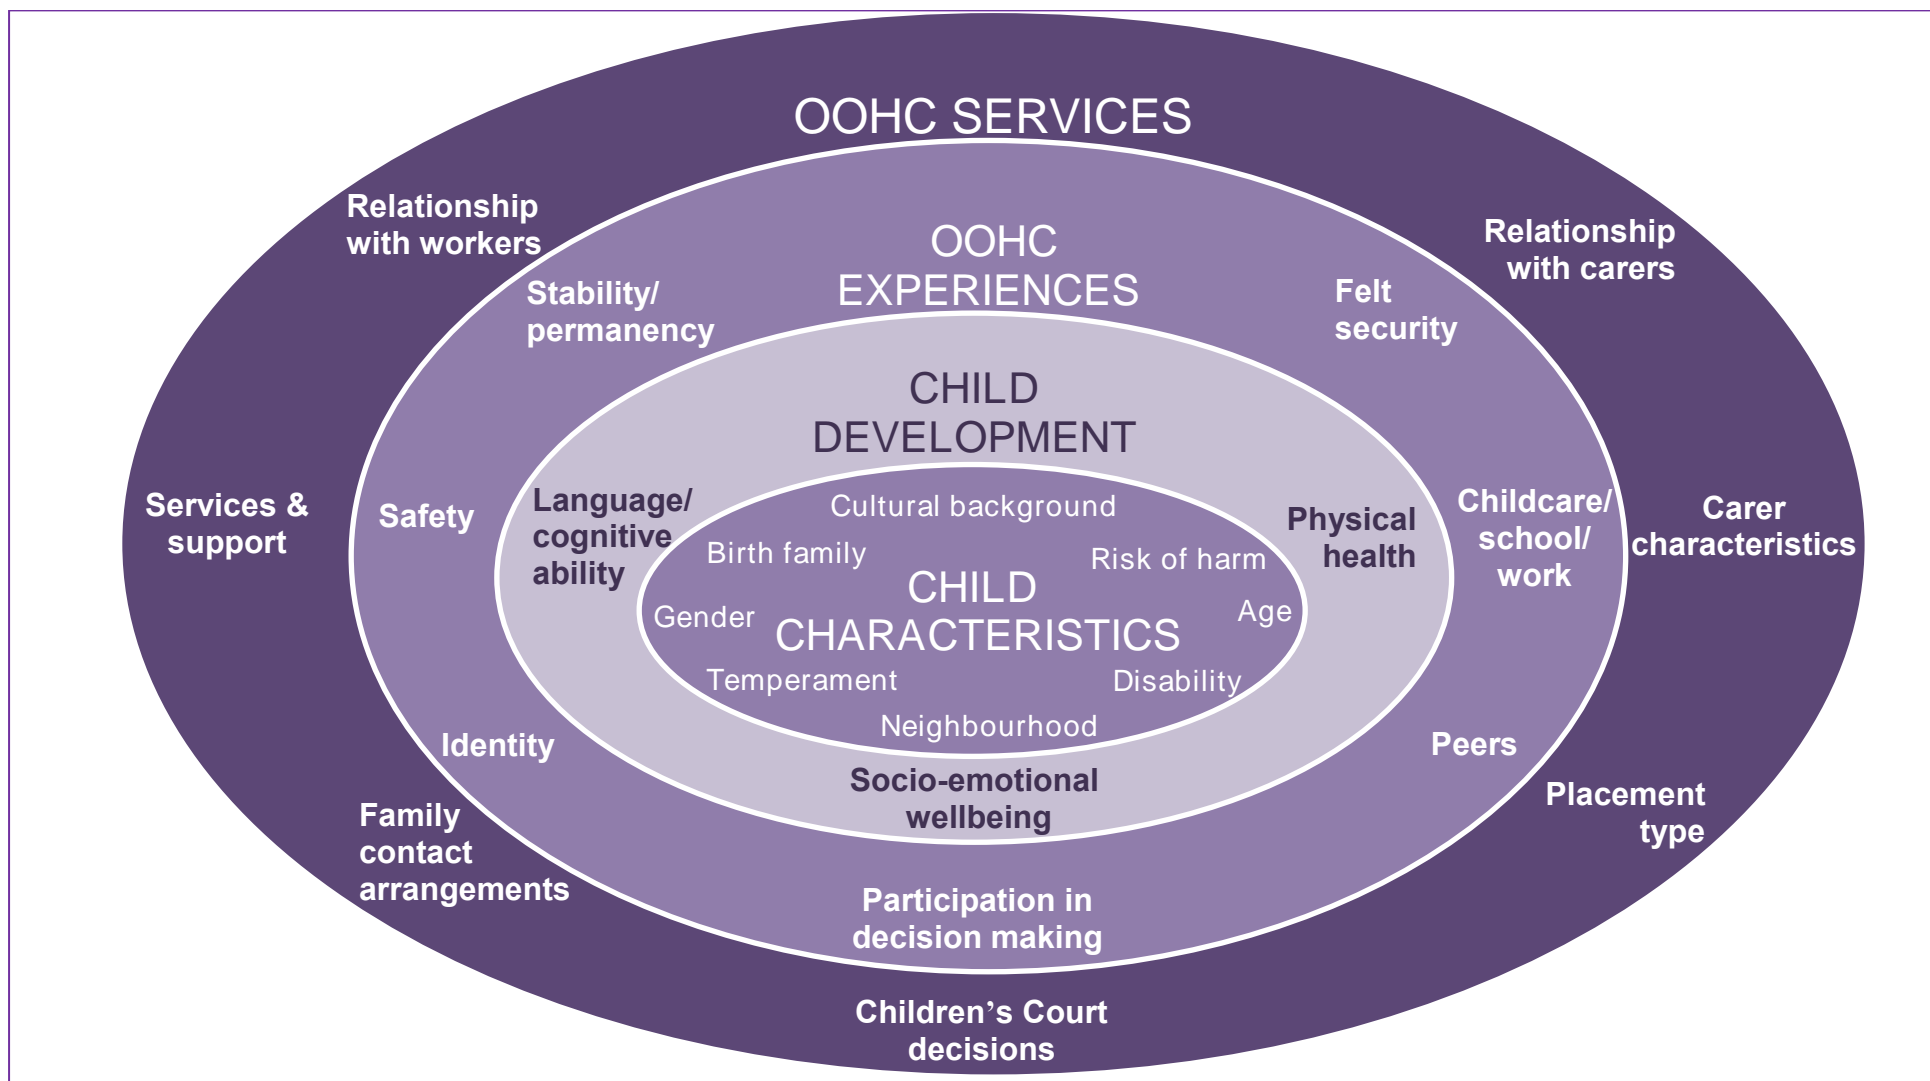 OOHC SERVICES
Relationship
with workers
Relationship
with carers
Services &
support
Carer
characteristics
Family
contact
arrangements
Placement
type
Children’s Court
decisions
OOHC
EXPERIENCES
Stability/
permanency
Felt
security
Safety
Childcare/
school/
work
Identity
Peers
Participation in
decision making
CHILD
DEVELOPMENT
Language/
cognitive
ability
Physical
health
Socio-emotional
wellbeing
Cultural background
Birth family
Risk of harm
CHILD
CHARACTERISTICS
Gender
Age
Temperament
Disability
Neighbourhood